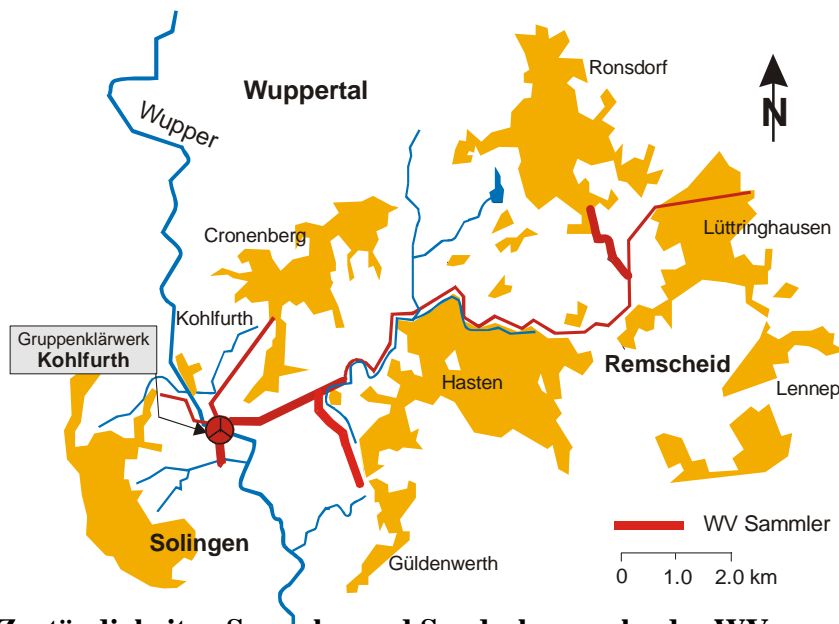 Ronsdorf
Wuppertal
N
Wupper
Lüttringhausen
Cronenberg
Kohlfurth
Gruppenklärwerk
Kohlfurth
Remscheid
Hasten
Lennep
WV Sammler
Solingen
Güldenwerth
0 1.0 2.0 km